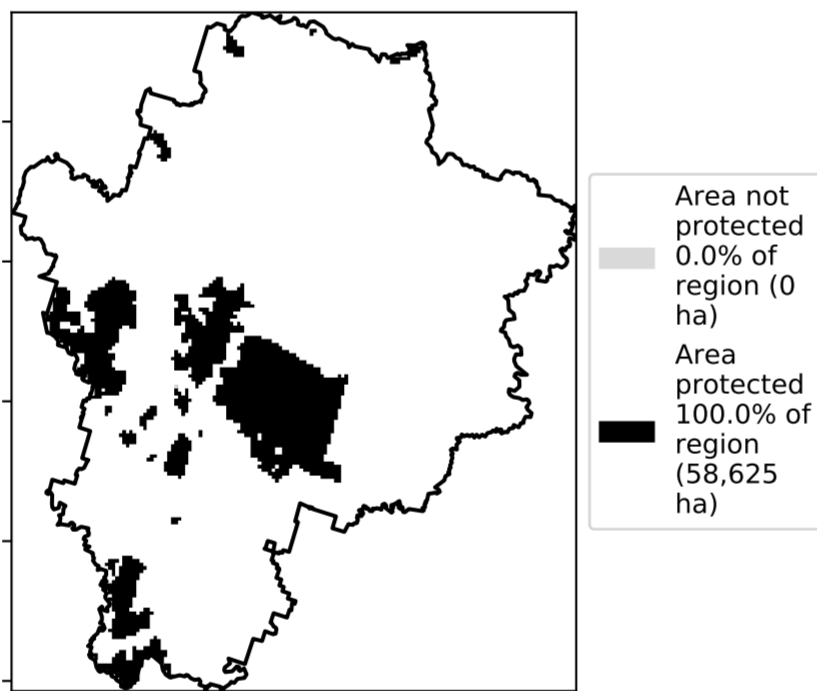 Area not
protected
0.0% of
region (0
ha)
Area
protected
100.0% of
region
(58,625
ha)